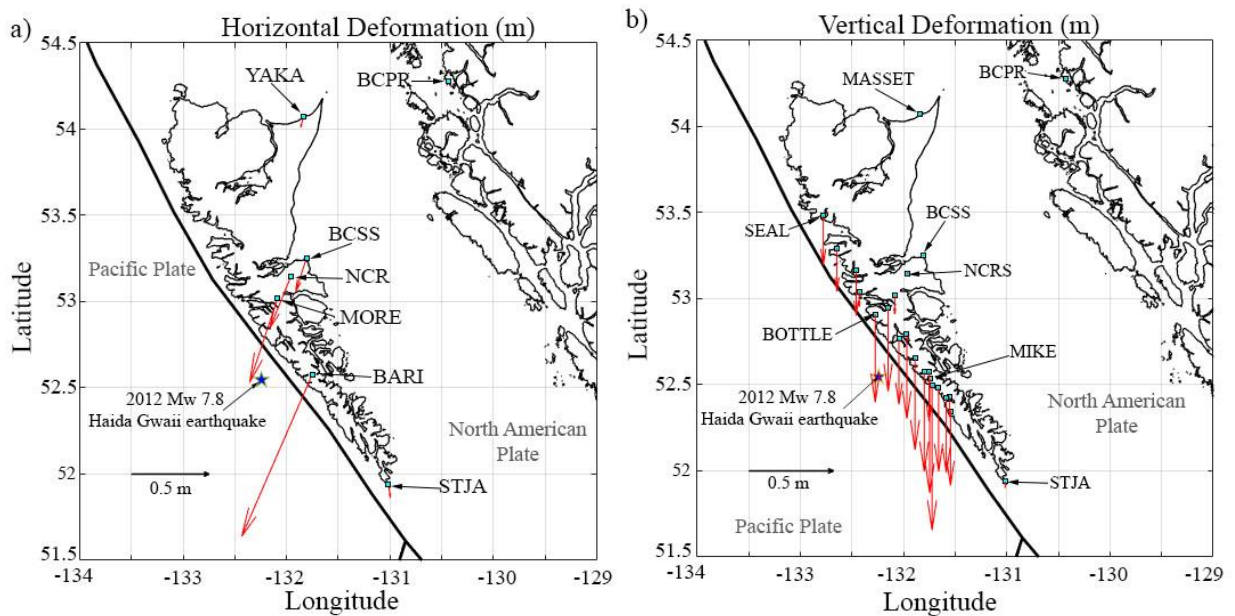 a)
Horizontal Deformation (m)
54.5
54
53.5
53
52.5
52
51.5
Latitude
YAKA
BCPR
BCSS
Pacific Plate
NCR
MORE
BARI
2012 Mw 7.8
Haida Gwaii earthquake
North American
Plate
0.5 m
STJA
-134
-133
-132
-131
-130
-129
Longitude
b)
Vertical Deformation (m)
54.5
54
53.5
53
52.5
52
51.5
Latitude
MASSET
BCPR
BCSS
SEAL
NCRS
BOTTLE
MIKE
2012 Mw 7.8
Haida Gwaii earthquake
North American
Plate
0.5 m
STJA
Pacific Plate
-134
-133
-132
-131
-130
-129
Longitude